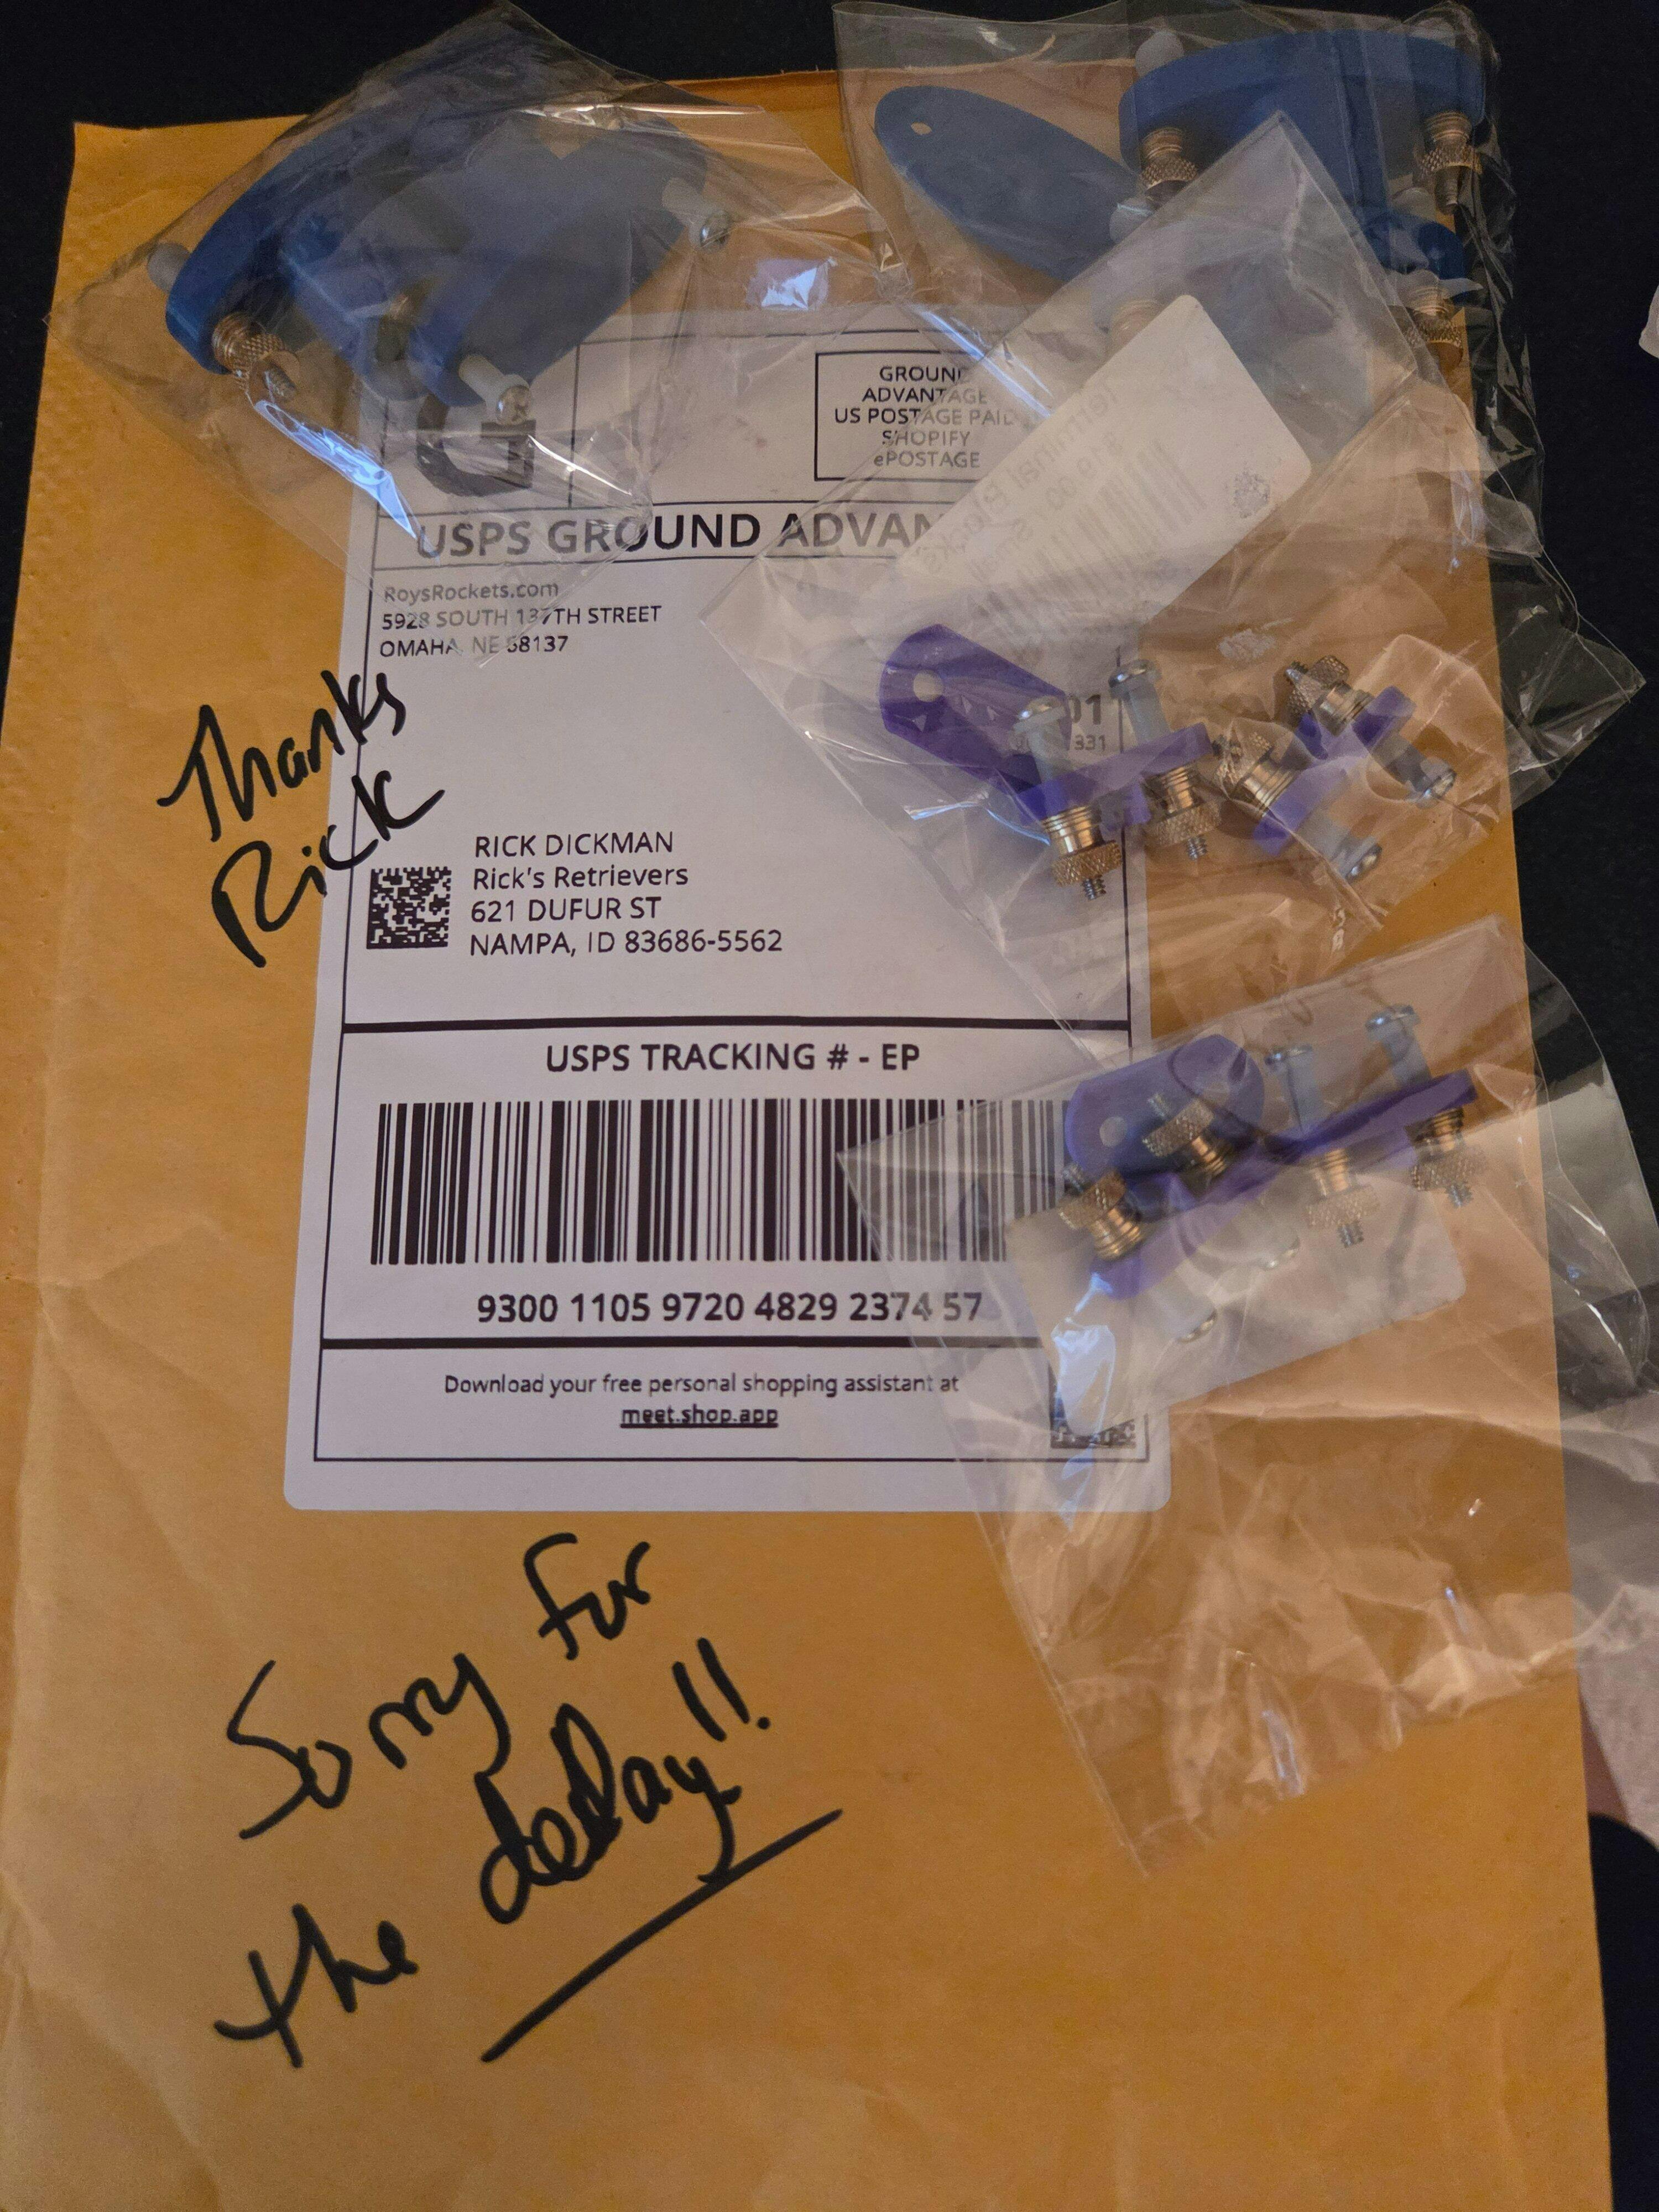 GROUND
ADVANTAGE
US POSTAGE PAID
SHOPIFY
ePOSTAGE
USPS GROUND ADVAN
RoysRockets.com
5928 SOUTH 137TH STREET
OMAHA, NE 68137
01
Thanks
Rick
RICK DICKMAN
Rick's Retrievers
621 DUFUR ST
NAMPA, ID 83686-5562
USPS TRACKING # - EP
9300 1105 9720 4829 2374 57
Download your free personal shopping assistant at
meet.shop.app
Sorry for
the delay!!